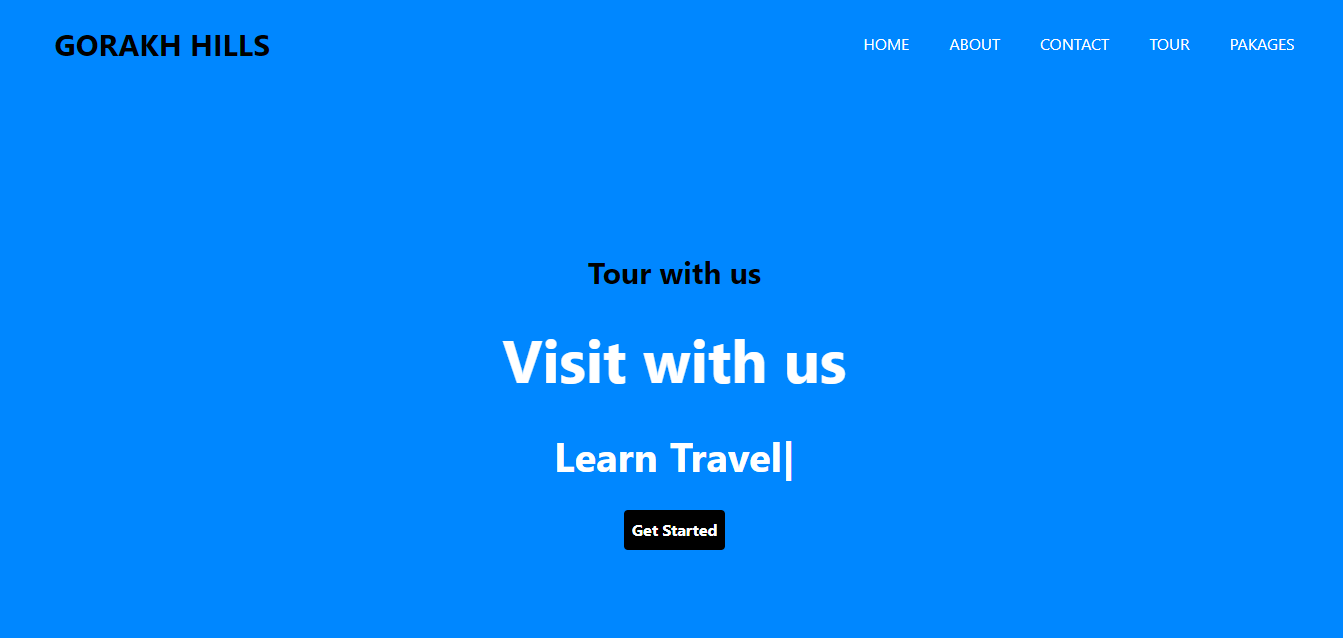 GORAKH HILLS
HOME ABOUT CONTACT TOUR PAKAGES
Tour with us
Visit with us
Learn Travel|
Get Started